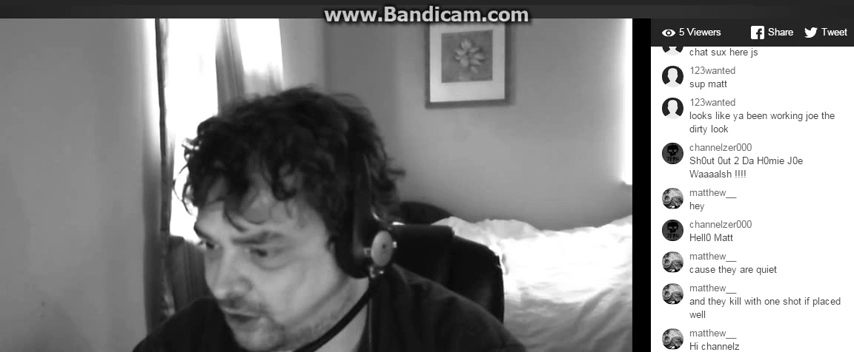 www.Bandicam.com
5 Viewers
Share
Tweet
chat sux here js
123wanted
sup matt
123wanted
looks like ya been working joe the
dirty look
channelzer000
Sh0ut 0ut 2 Da H0mie J0e
Waaaalsh !!!!
matthew__
hey
channelzer000
Hell0 Matt
matthew__
cause they are quiet
matthew__
and they kill with one shot if placed
well
matthew__
Hi channelz